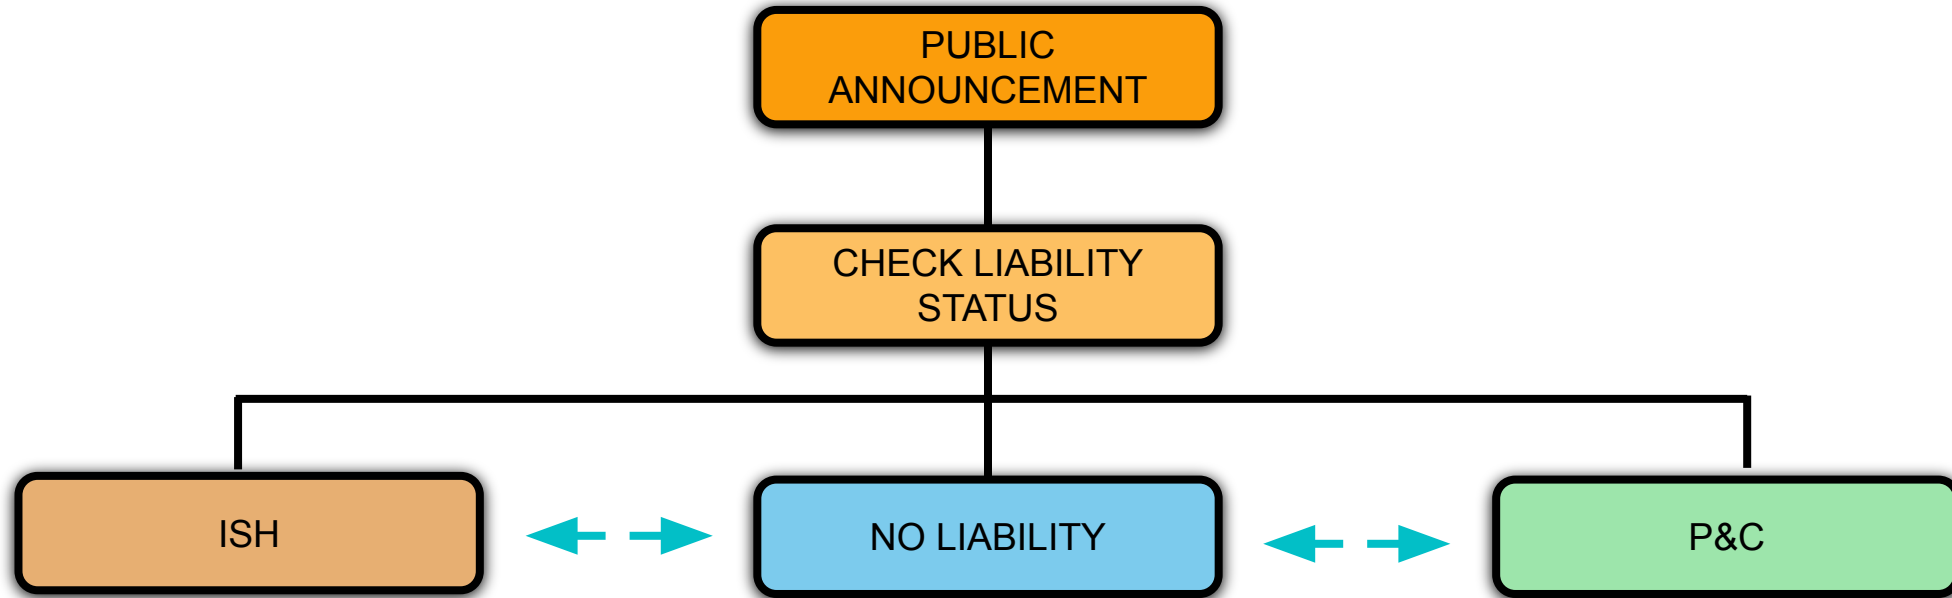 PUBLIC
ANNOUNCEMENT
CHECK LIABILITY
STATUS
ISH
NO LIABILITY
P&C